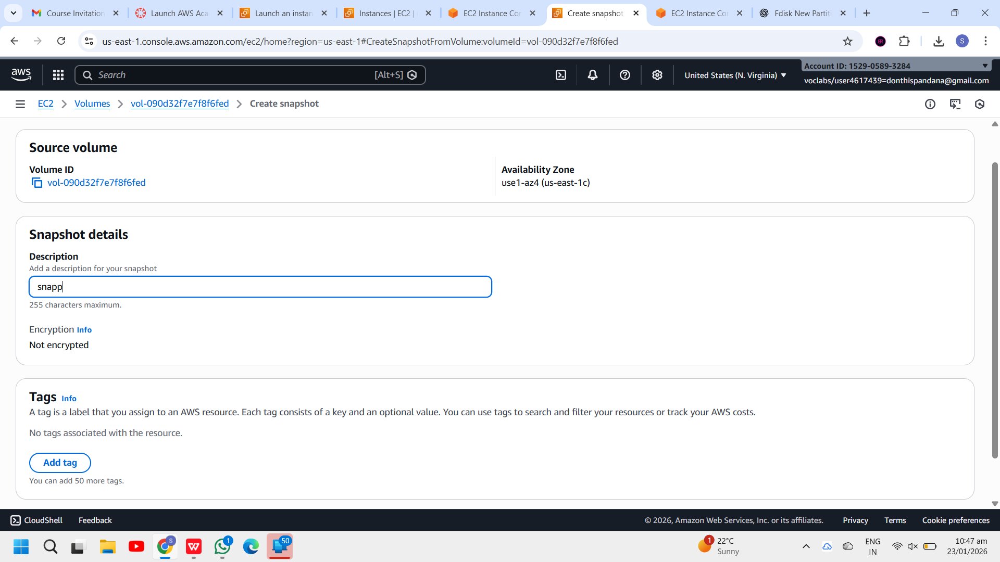 Course Invitation
Launch AWS Aca
Launch an instan
Instances | EC2 |
EC2 Instance Cor
Create snapshot
EC2 Instance Cor
Fdisk New Partiti
us-east-1.console.aws.amazon.com/ec2/home?region=us-east-1#CreateSnapshotFromVolume:volumeId=vol-090d32f7e7f8f6fed
S
aws
Search
[Alt+S]
United States (N. Virginia)
Account ID: 1529-0589-3284
voclabs/user4617439=donthispandana@gmail.com
EC2
Volumes
vol-090d32f7e7f8f6fed
Create snapshot
Source volume
Volume ID
vol-090d32f7e7f8f6fed
Availability Zone
use1-az4 (us-east-1c)
Snapshot details
Description
Add a description for your snapshot
snapp
255 characters maximum.
Encryption Info
Not encrypted
Tags Info
A tag is a label that you assign to an AWS resource. Each tag consists of a key and an optional value. You can use tags to search and filter your resources or track your AWS costs.
No tags associated with the resource.
Add tag
You can add 50 more tags.
CloudShell
Feedback
© 2026, Amazon Web Services, Inc. or its affiliates.
Privacy
Terms
Cookie preferences
S
W
1
50
1
22°C
Sunny
ENG
IN
10:47 am
23/01/2026